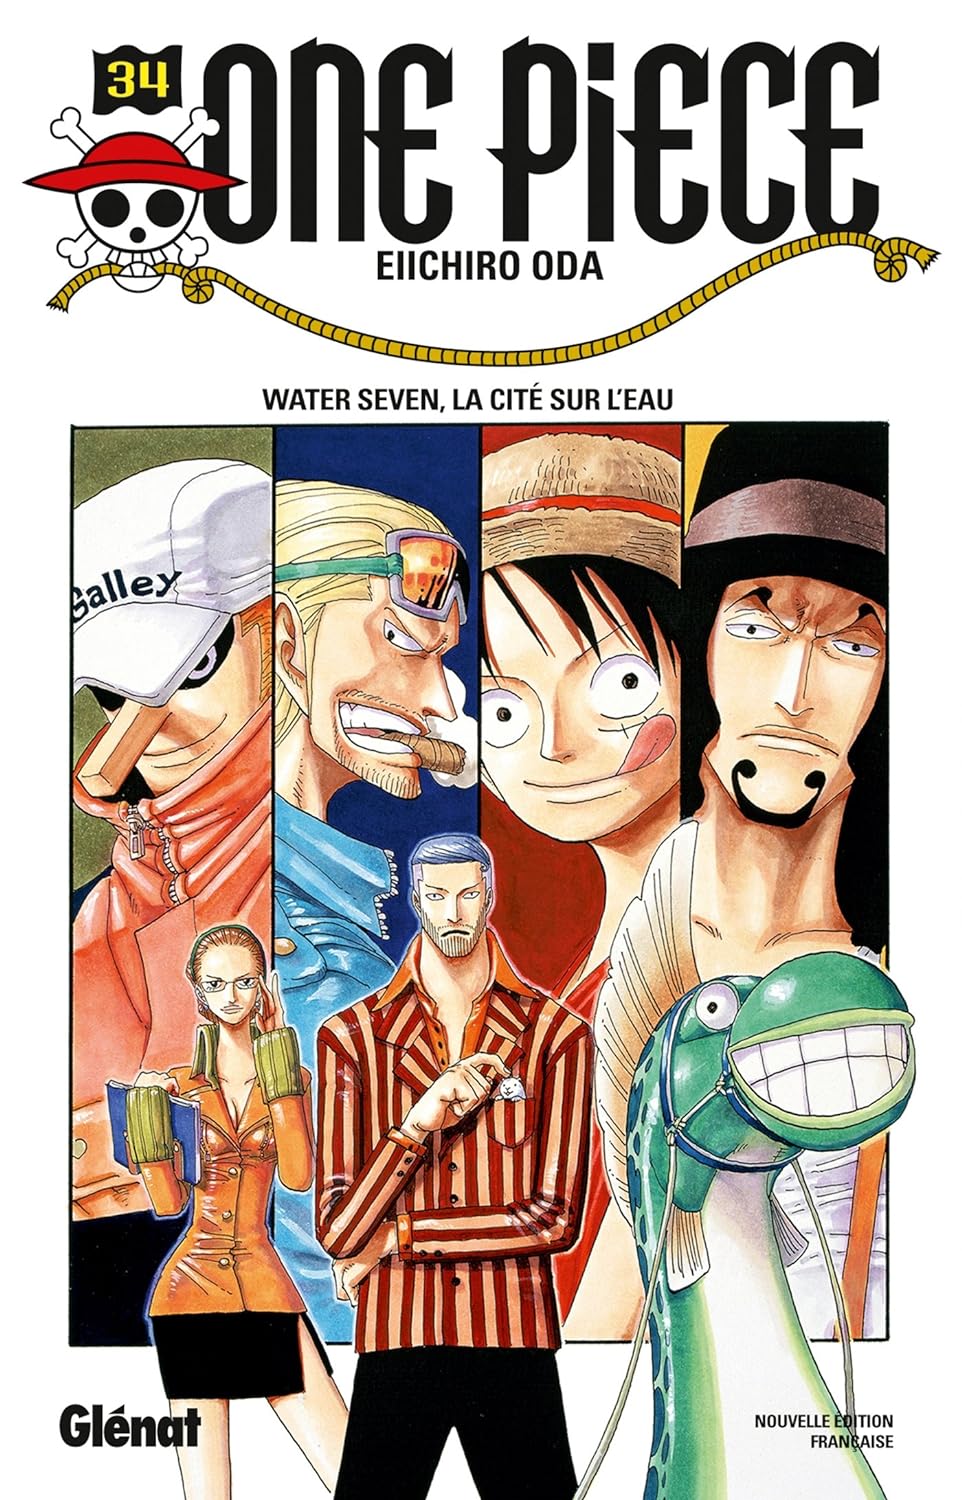 34
ONE PIECE
EIICHIRO ODA
WATER SEVEN, LA CITÉ SUR L'EAU
Galley
Glénat
NOUVELLE ÉDITION
FRANÇAISE